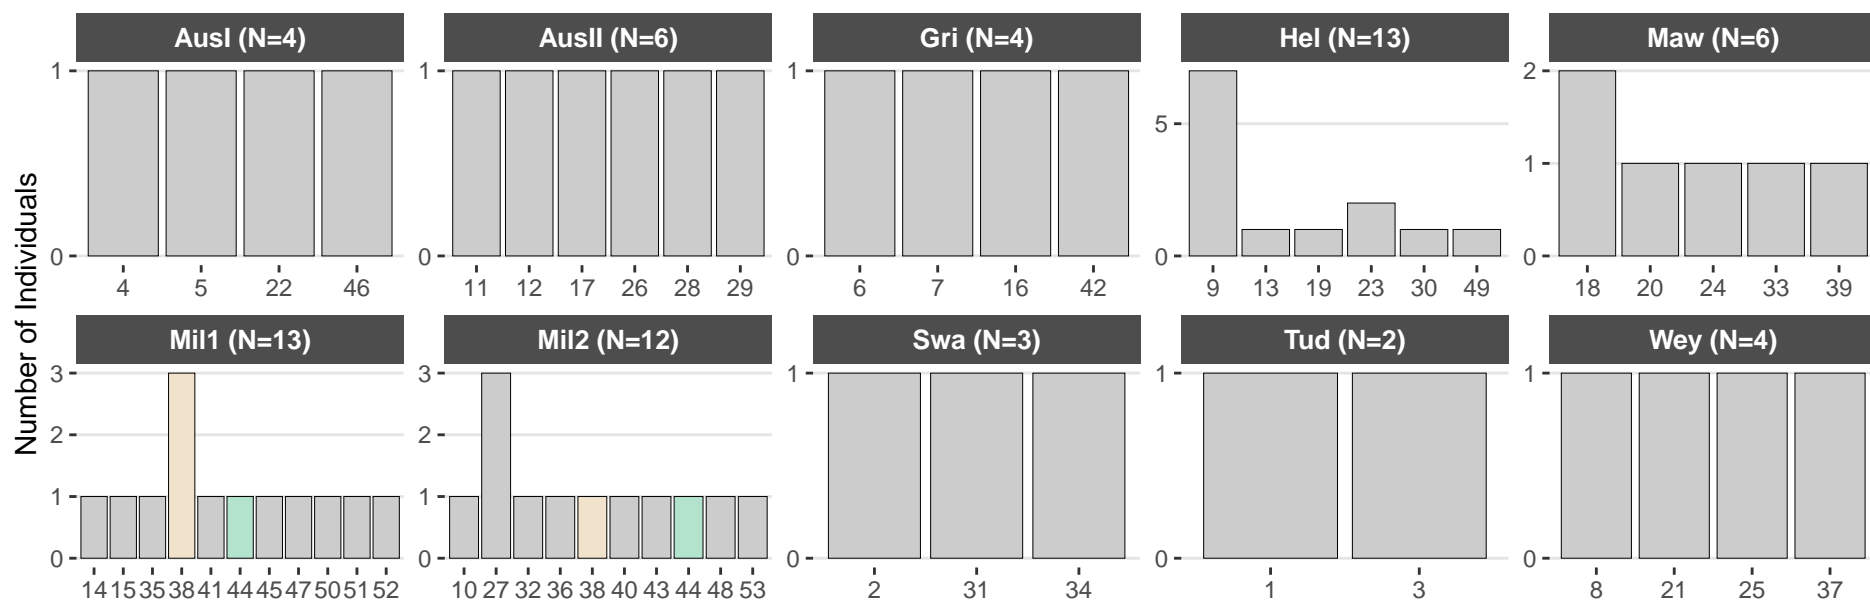 Number of Individuals
AusI (N=4)
1
0
4 5 22 46
AusII (N=6)
1
0
11 12 17 26 28 29
Gri (N=4)
1
0
6 7 16 42
Hel (N=13)
5
0
9 13 19 23 30 49
Maw (N=6)
2
1
0
18 20 24 33 39
Mil1 (N=13)
3
2
1
0
14 15 35 38 41 44 45 47 50 51 52
Mil2 (N=12)
3
2
1
0
10 27 32 36 38 40 43 44 48 53
Swa (N=3)
1
0
2 31 34
Tud (N=2)
1
0
1 3
Wey (N=4)
1
0
8 21 25 37